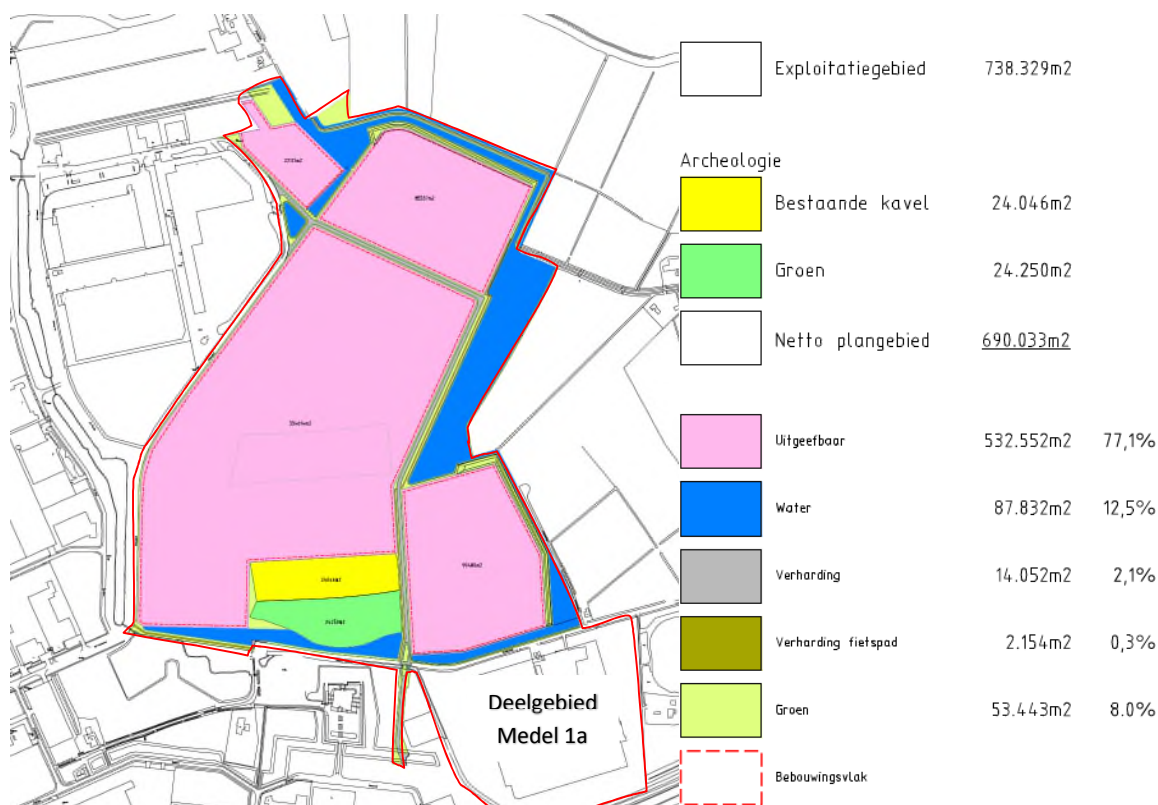 Exploitatiegebied 738.329m2
Archeologie
Bestaande kavel 24.046m2
Groen 24.250m2
Netto plangebied 690.033m2
Uitgeefbaar 532.552m2 77,1%
Water 87.832m2 12,5%
Verharding 14.052m2 2,1%
Verharding fietspad 2.154m2 0,3%
Groen 53.443m2 8.0%
Bebouwingsvlak
Deelgebied
Medel 1a